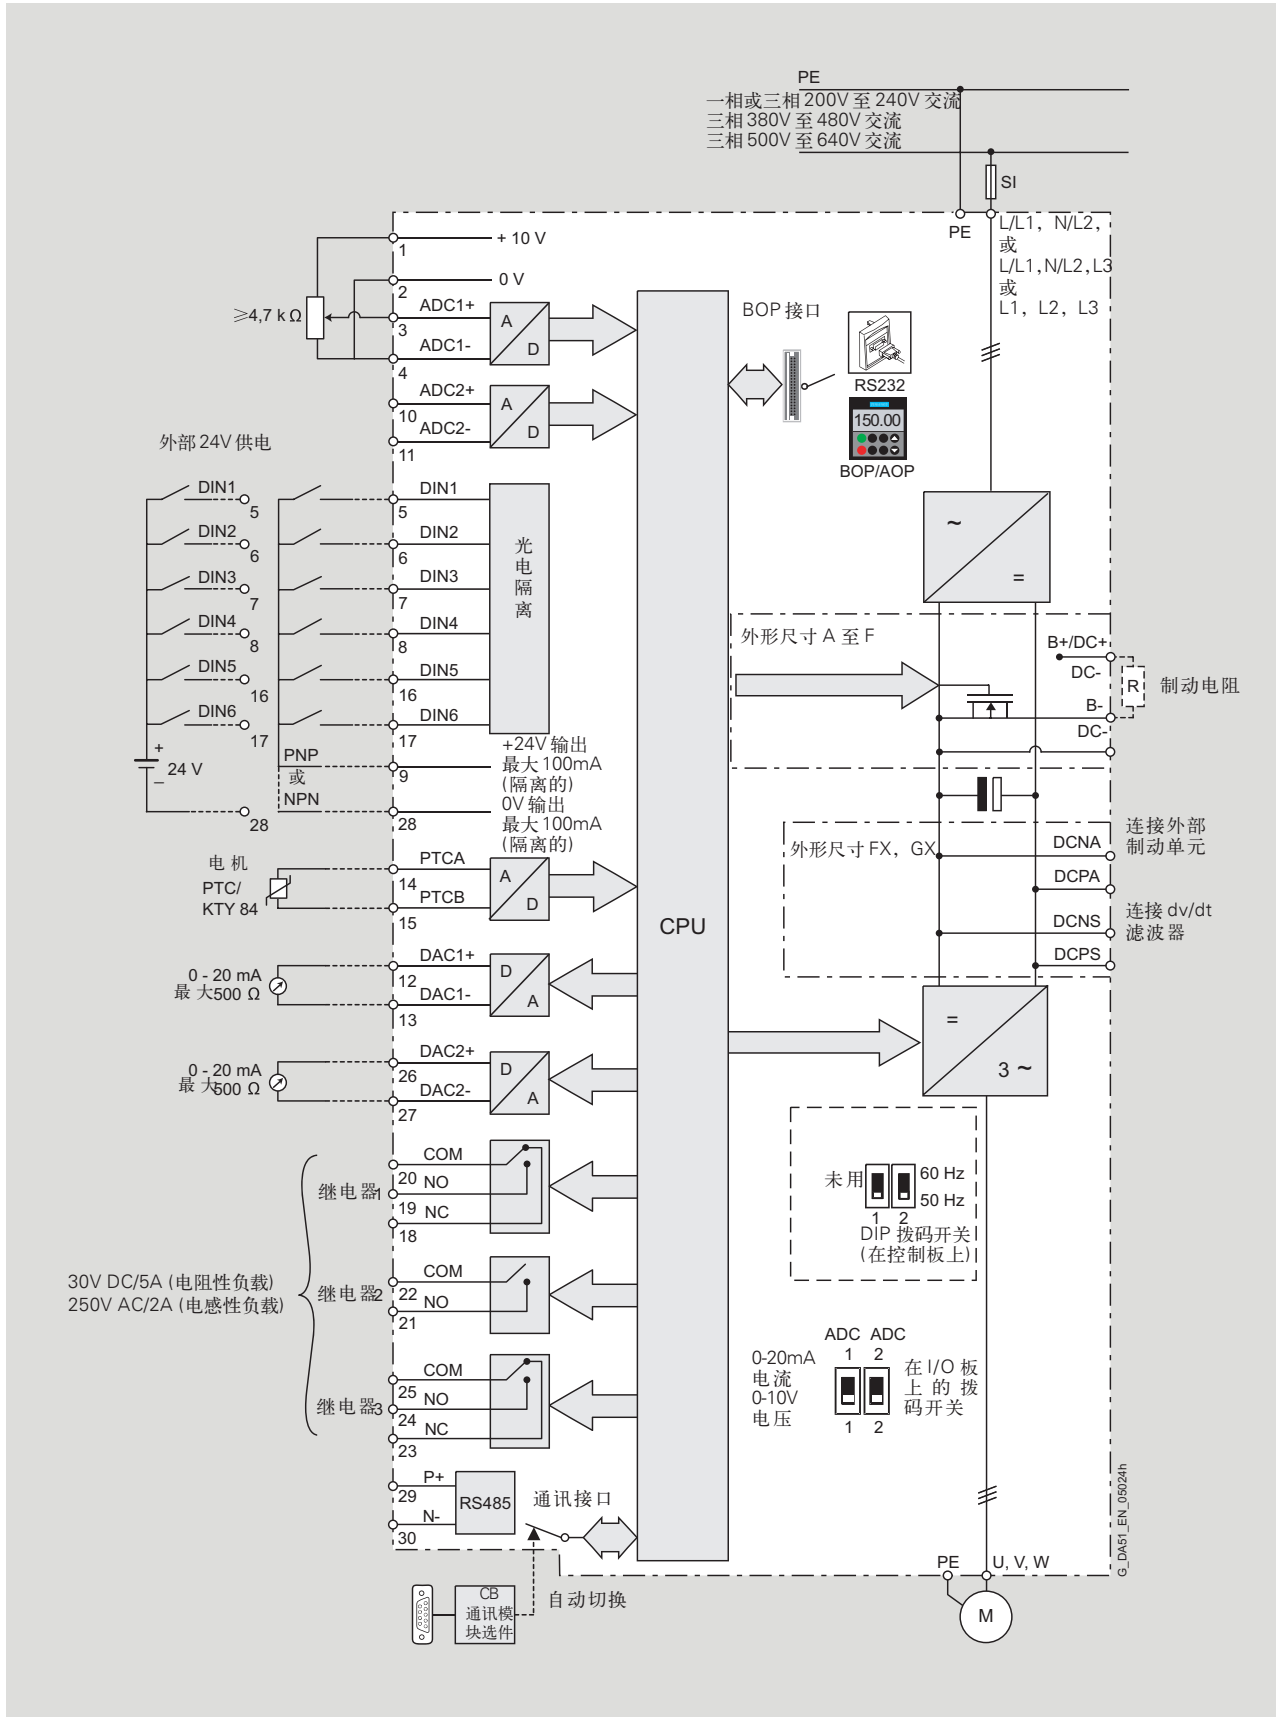 PE
一相或三相 200V 至 240V 交流
三相 380V 至 480V 交流
三相 500V 至 640V 交流
SI
PE
L/L1, N/L2,
或
L/L1,N/L2,L3
或
L1, L2, L3
1
+ 10 V
2
0 V
≥4,7 k Ω
ADC1+
3
ADC1-
4
A
D
ADC2+
10
ADC2-
11
A
D
BOP 接口
RS232
150.00
BOP/AOP
外部 24V 供电
DIN1
5
DIN2
6
DIN3
7
DIN4
8
DIN5
16
DIN6
17
+
24 V
–
28
DIN1
5
DIN2
6
DIN3
7
DIN4
8
DIN5
16
DIN6
17
光
电
隔
离
PNP
或
NPN
9
28
+24V 输出
最大 100mA
(隔离的)
0V 输出
最大 100mA
(隔离的)
~
=
外形尺寸 A 至 F
B+/DC+
DC-
R
制动电阻
B-
DC-
外形尺寸 FX, GX
DCNA
DCPA
连接外部
制动单元
DCNS
DCPS
连接 dv/dt
滤波器
电 机
PTC/
KTY 84
PTCA
14
PTCB
15
A
D
CPU
0 - 20 mA
最 大500 Ω
DAC1+
12
DAC1-
13
D
A
0 - 20 mA
最 大500 Ω
DAC2+
26
DAC2-
27
D
A
=
3 ~
30V DC/5A (电阻性负载)
250V AC/2A (电感性负载)
继电器1
COM
20
NO
19
NC
18
继电器2
COM
22
NO
21
继电器3
COM
25
NO
24
NC
23
未用
60 Hz
50 Hz
1 2
DIP 拨码开关
(在控制板上)
ADC ADC
1 2
0-20mA
电流
0-10V
电压
1 2
在 I/O 板
上 的 拨
码开关
P+
29
N-
30
RS485
通讯接口
自动切换
CB
通讯模
块选件
PE
U, V, W
M
G_DA51_EN_05024h